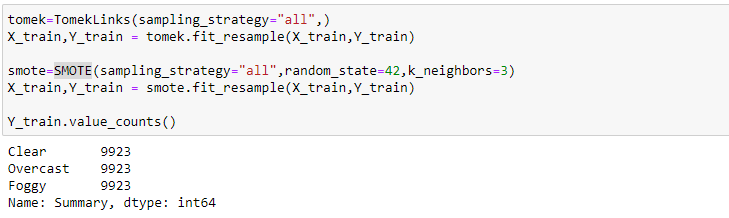 tomek=TomekLinks(sampling_strategy="all",)
X_train,Y_train = tomek.fit_resample(X_train,Y_train)
smote=SMOTE(sampling_strategy="all",random_state=42,k_neighbors=3)
X_train,Y_train = smote.fit_resample(X_train,Y_train)
Y_train.value_counts()
Clear       9923
Overcast    9923
Foggy       9923
Name: Summary, dtype: int64